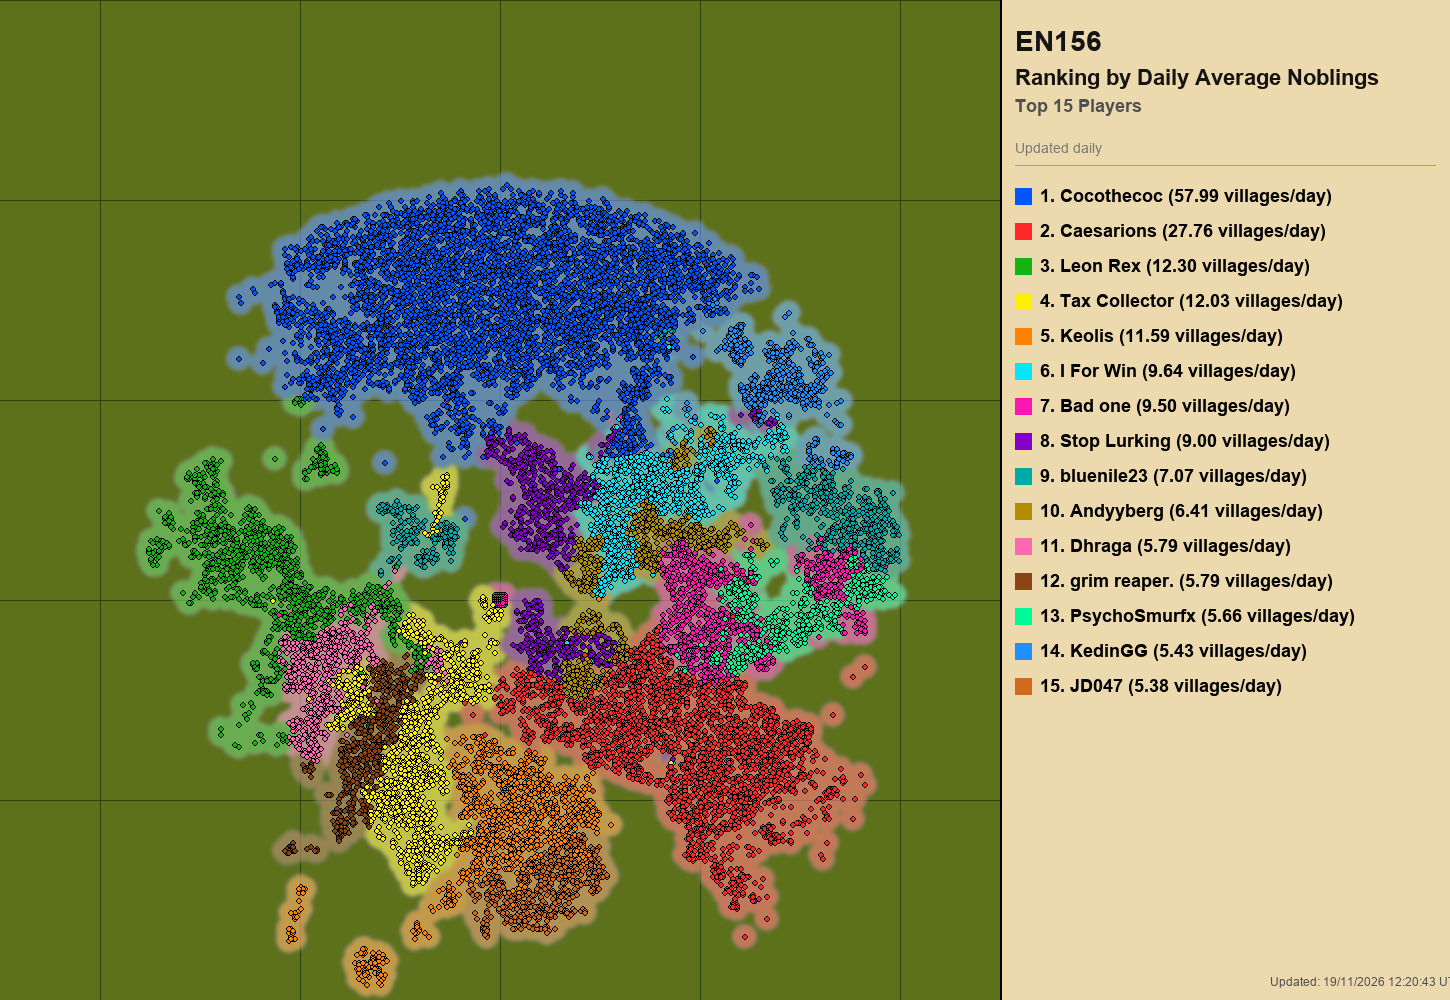 EN156
Ranking by Daily Average Noblings
Top 15 Players
Updated daily
1. Cocothecoc (57.99 villages/day)
2. Caesarions (27.76 villages/day)
3. Leon Rex (12.30 villages/day)
4. Tax Collector (12.03 villages/day)
5. Keolis (11.59 villages/day)
6. I For Win (9.64 villages/day)
7. Bad one (9.50 villages/day)
8. Stop Lurking (9.00 villages/day)
9. bluenile23 (7.07 villages/day)
10. Andyyberg (6.41 villages/day)
11. Dhraga (5.79 villages/day)
12. grim reaper. (5.79 villages/day)
13. PsychoSmurfx (5.66 villages/day)
14. KedinGG (5.43 villages/day)
15. JD047 (5.38 villages/day)
Updated: 19/11/2026 12:20:43 U